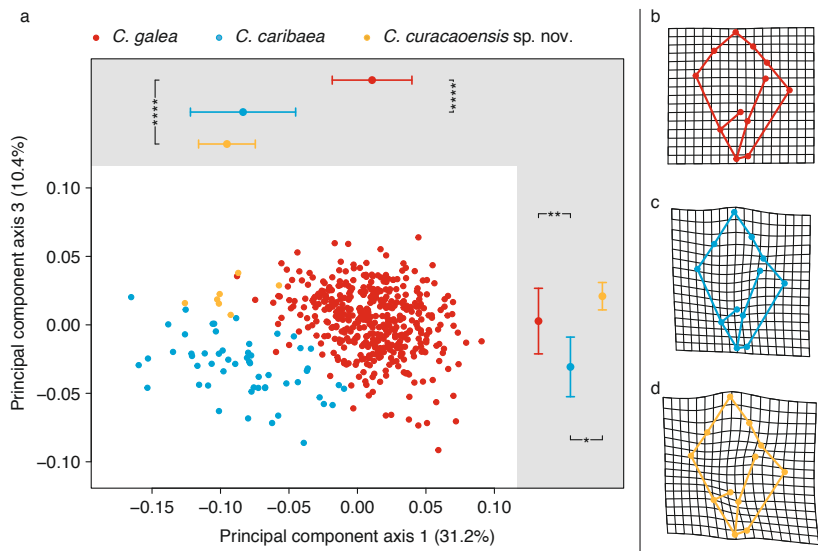 a
C. galea C. caribaea C. curacaoensis sp. nov.
****
****
**
*
0.10
0.05
0.00
−0.05
−0.10
Principal component axis 3 (10.4%)
−0.15 −0.10 −0.05 0.00 0.05 0.10
Principal component axis 1 (31.2%)
b
c
d